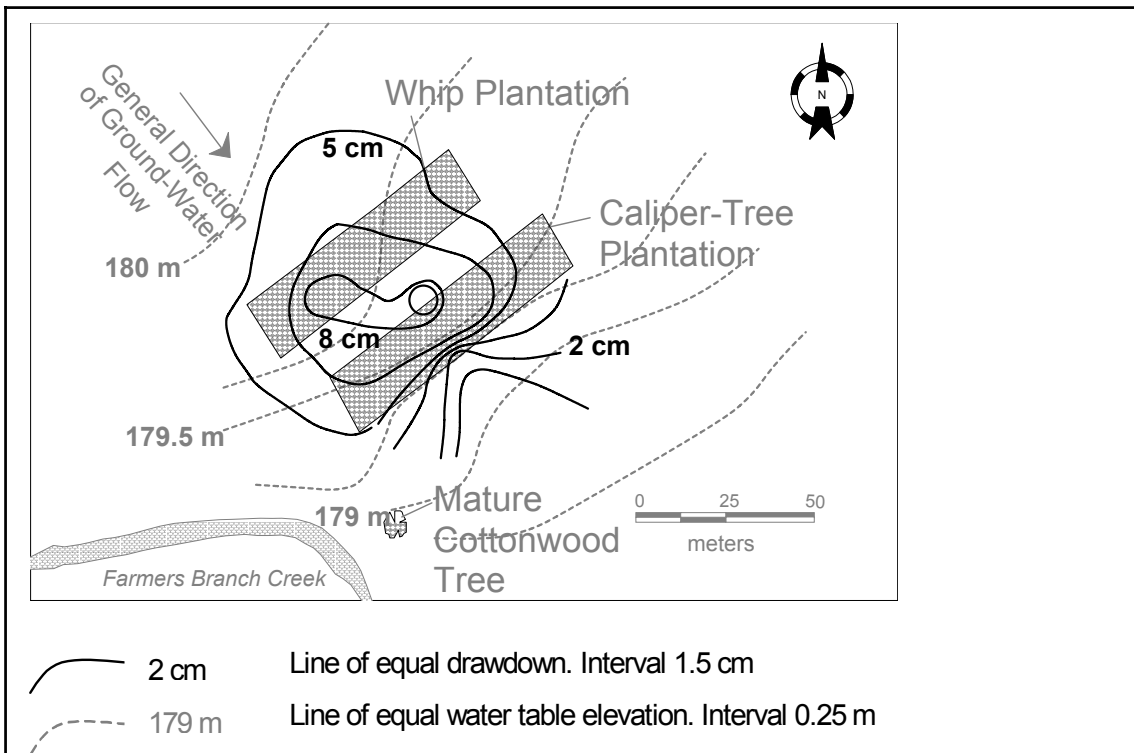 General Direction
of Ground-Water
Flow
Whip Plantation
N
5 cm
Caliper-Tree
Plantation
180 m
8 cm
2 cm
179.5 m
179 m
Mature
Cottonwood
Tree
0 25 50
meters
Farmers Branch Creek
2 cm Line of equal drawdown. Interval 1.5 cm
179 m Line of equal water table elevation. Interval 0.25 m